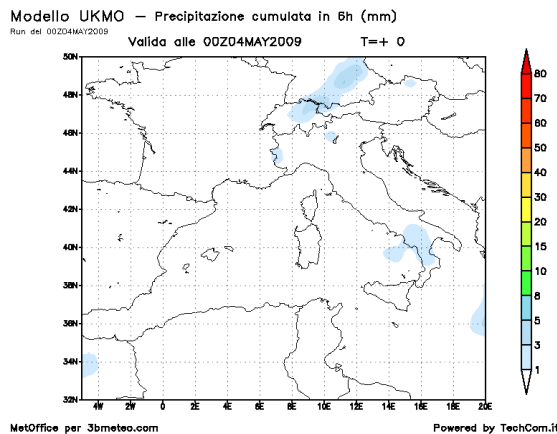 Modello UKMO – Precipitazione cumulata in 6h (mm)
Run del 00Z04MAY2009
Valida alle 00Z04MAY2009 T=+ 0
50N
48N
46N
44N
42N
40N
38N
36N
34N
32N
4W 2W 0 2E 4E 6E 8E 10E 12E 14E 16E 18E 20E
80
70
60
50
40
30
20
15
10
8
5
3
1
MetOffice per 3bmeteo.com Powered by TechCom.it